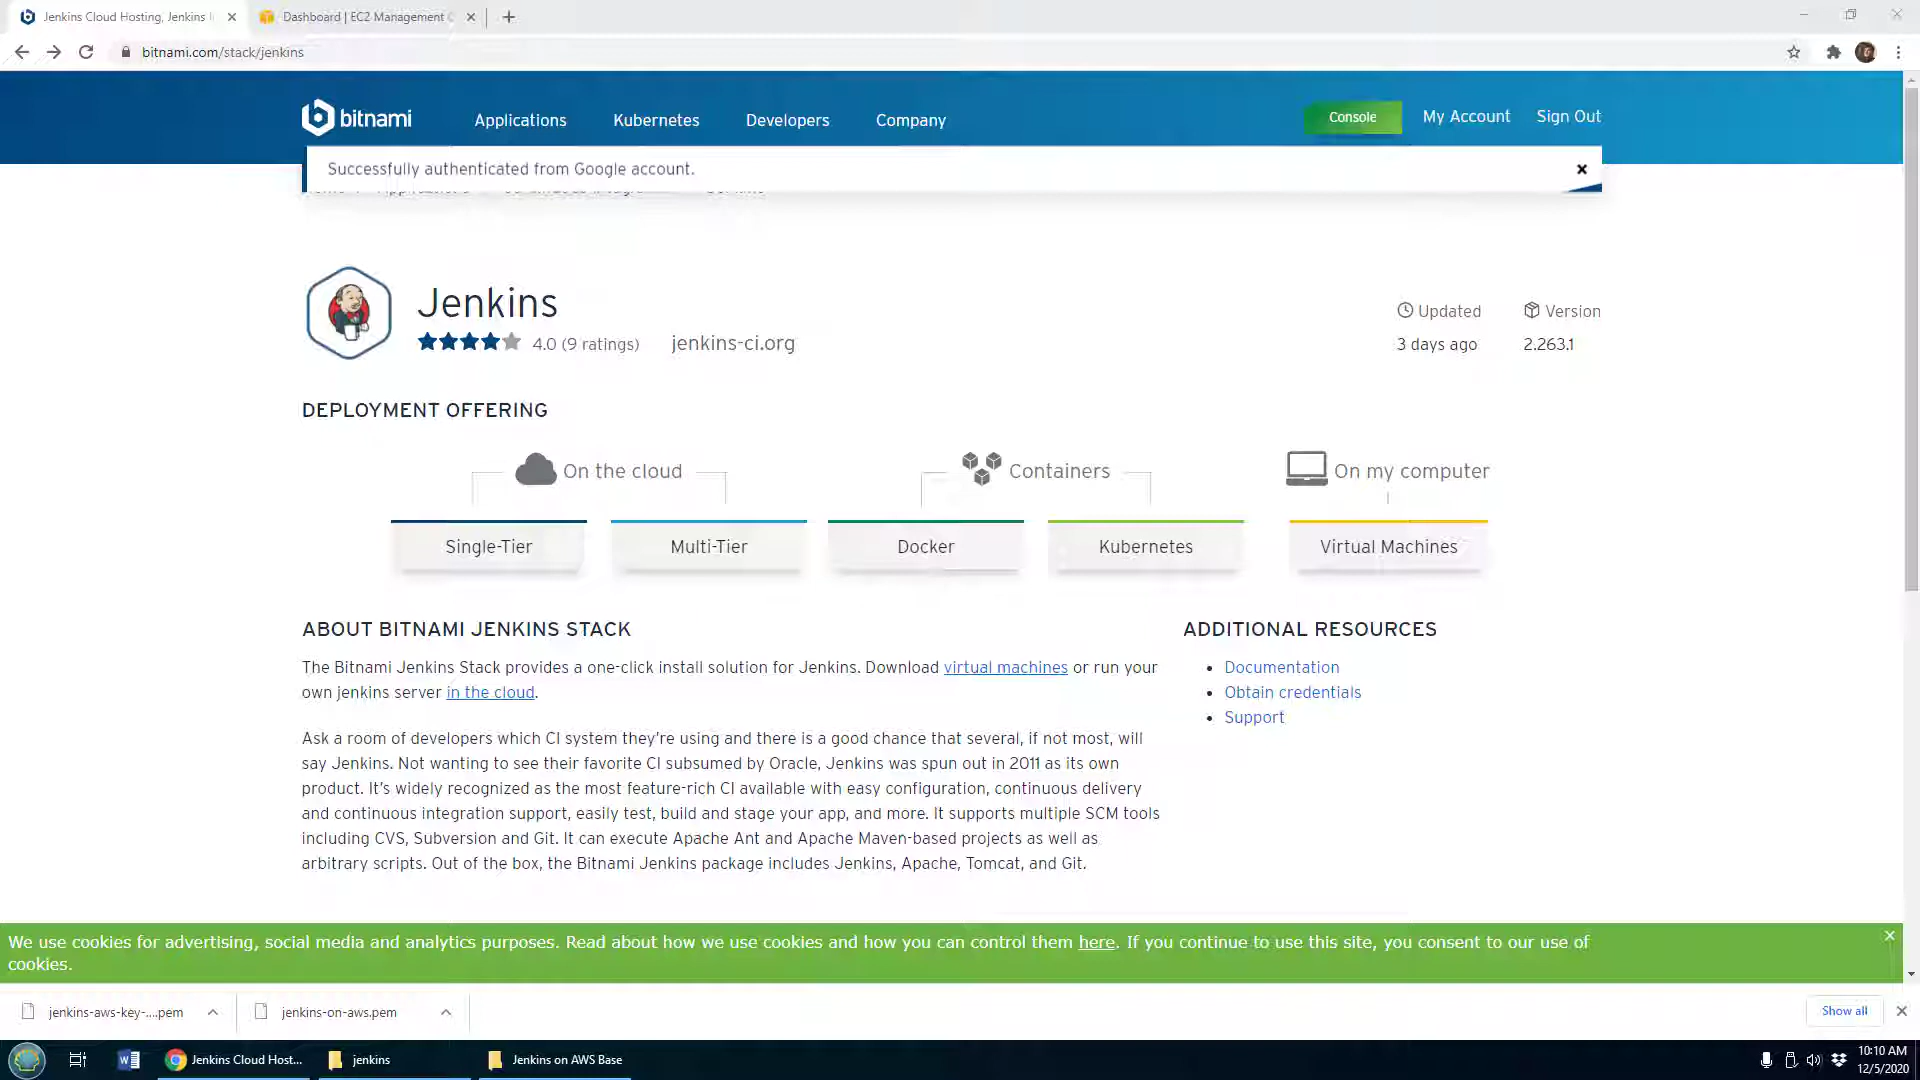 Jenkins Cloud Hosting, Jenkins
Dashboard | EC2 Management
bitnami.com/stack/jenkins
bitnami
Applications
Kubernetes
Developers
Company
Console
My Account
Sign Out
Successfully authenticated from Google account.
Jenkins
4.0 (9 ratings)
jenkins-ci.org
Updated
Version
3 days ago
2.263.1
DEPLOYMENT OFFERING
On the cloud
Containers
On my computer
Single-Tier
Multi-Tier
Docker
Kubernetes
Virtual Machines
ABOUT BITNAMI JENKINS STACK
The Bitnami Jenkins Stack provides a one-click install solution for Jenkins. Download virtual machines or run your
own jenkins server in the cloud.
Ask a room of developers which CI system they're using and there is a good chance that several, if not most, will
say Jenkins. Not wanting to see their favorite CI subsumed by Oracle, Jenkins was spun out in 2011 as its own
product. It's widely recognized as the most feature-rich CI available with easy configuration, continuous delivery
and continuous integration support, easily test, build and stage your app, and more. It supports multiple SCM tools
including CVS, Subversion and Git. It can execute Apache Ant and Apache Maven-based projects as well as
arbitrary scripts. Out of the box, the Bitnami Jenkins package includes Jenkins, Apache, Tomcat, and Git.
ADDITIONAL RESOURCES
Documentation
Obtain credentials
Support
We use cookies for advertising, social media and analytics purposes. Read about how we use cookies and how you can control them here. If you continue to use this site, you consent to our use of
cookies.
jenkins-aws-key-....pem
jenkins-on-aws.pem
Show all
Jenkins Cloud Host...
jenkins
Jenkins on AWS Base
10:10 AM
12/5/2020